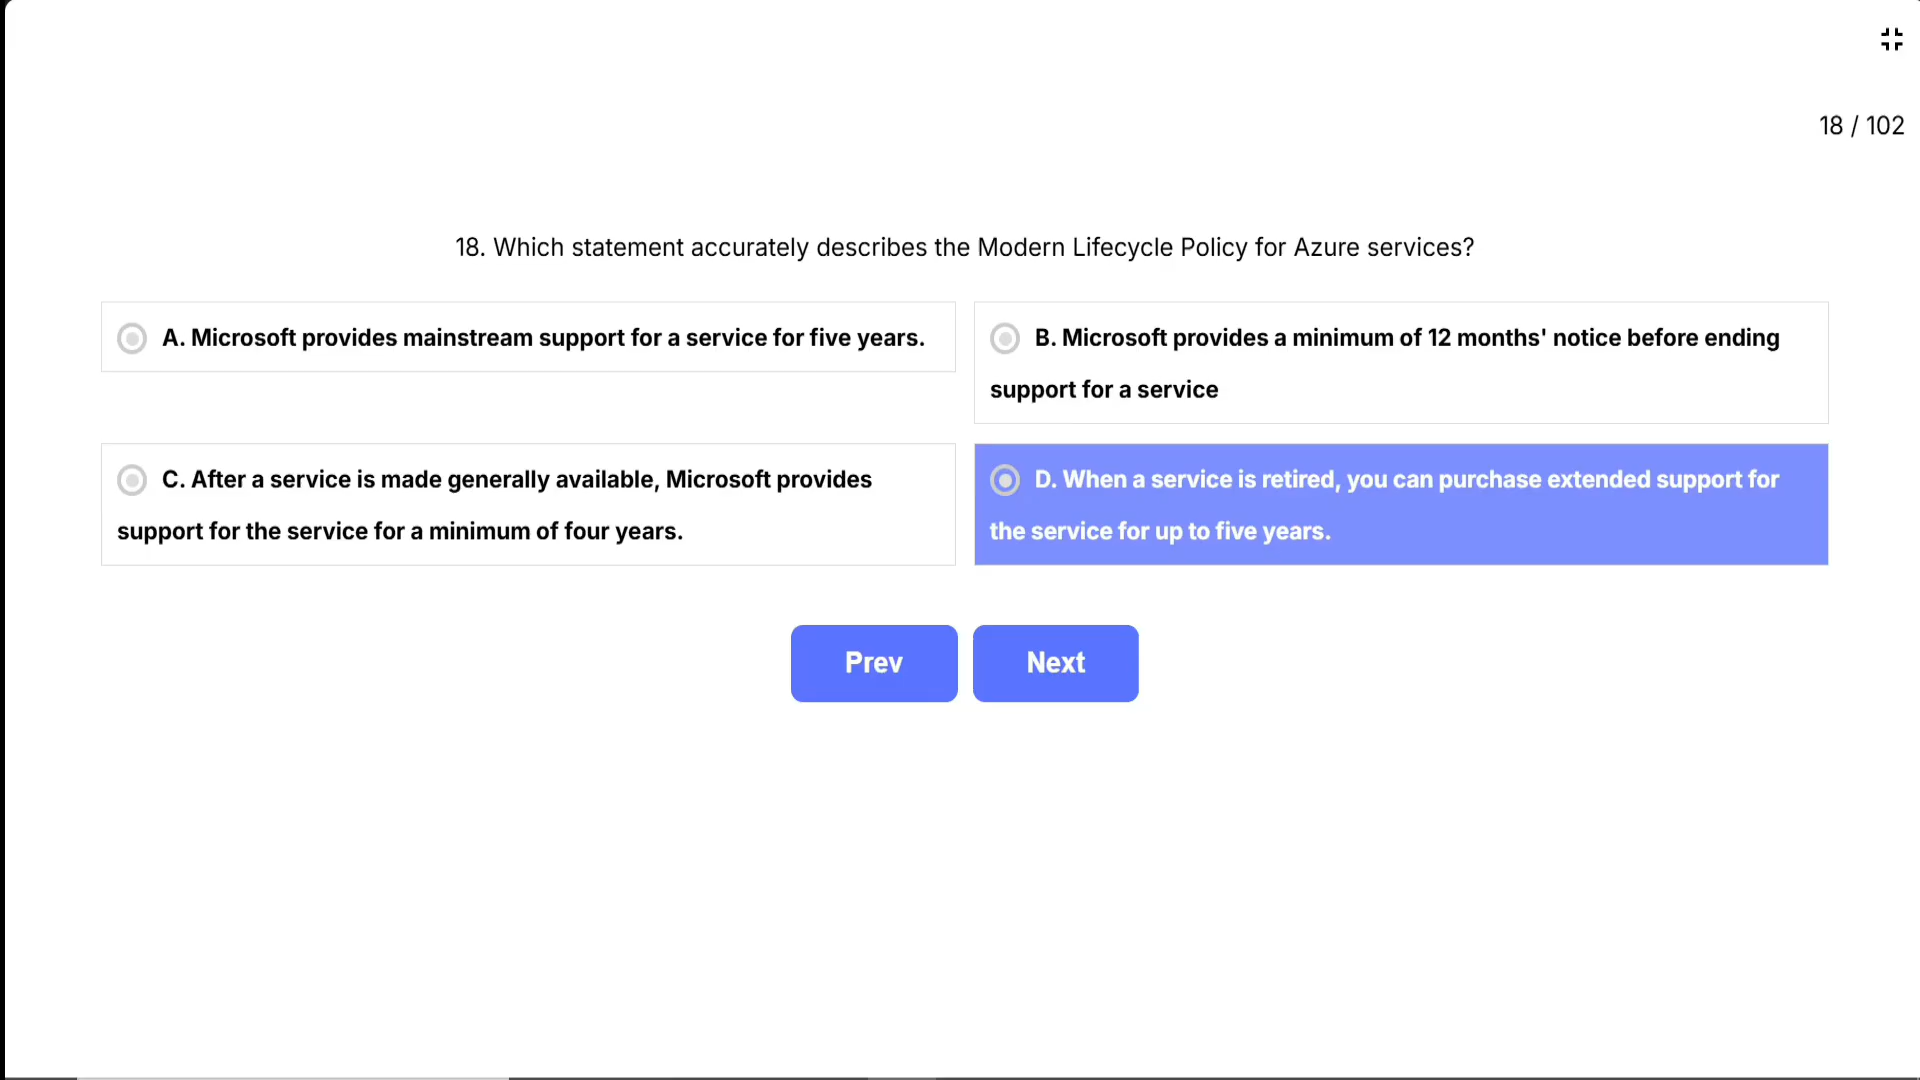 18 / 102
18. Which statement accurately describes the Modern Lifecycle Policy for Azure services?
A. Microsoft provides mainstream support for a service for five years.
B. Microsoft provides a minimum of 12 months' notice before ending
support for a service
C. After a service is made generally available, Microsoft provides
support for the service for a minimum of four years.
D. When a service is retired, you can purchase extended support for
the service for up to five years.
Prev
Next